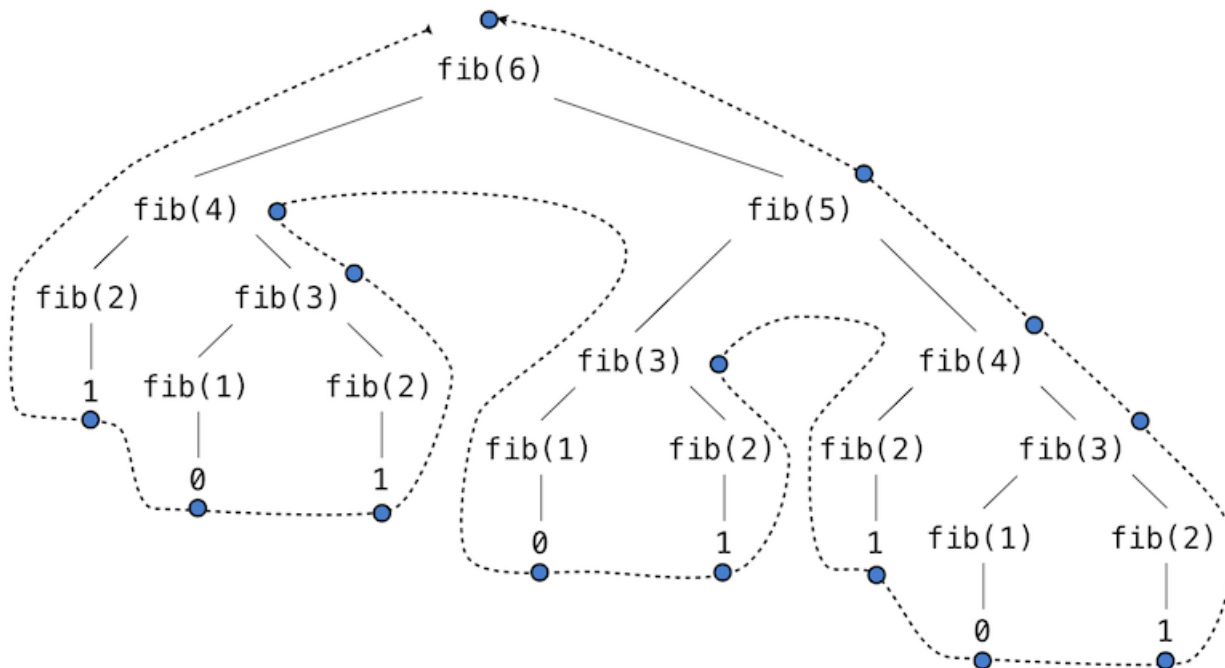 fib(6)
fib(4) fib(5)
fib(2) fib(3)
fib(3) fib(4)
1 fib(1) fib(2)
fib(1) fib(2) fib(2) fib(3)
0 1
0 1 1 fib(1) fib(2)
0 1